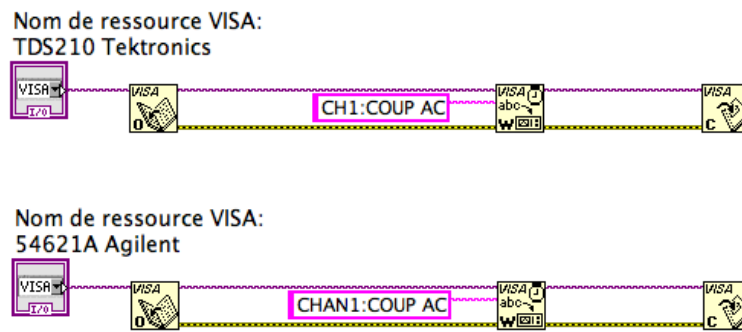 Nom de ressource VISA:
TDS210 Tektronics
VISA
I/O
VISA
O
CH1:COUP AC
VISA
abc
W
VISA
C
Nom de ressource VISA:
54621A Agilent
VISA
I/O
VISA
O
CHAN1:COUP AC
VISA
abc
W
VISA
C